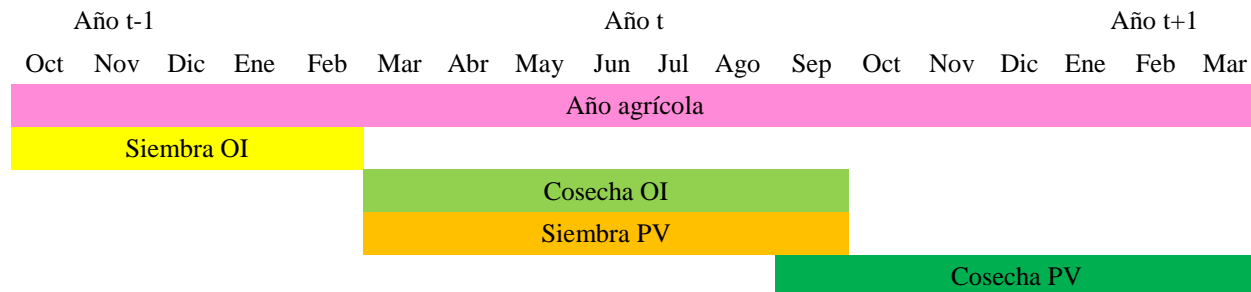 Año t-1 Año t Año t+1
Oct Nov Dic Ene Feb Mar Abr May Jun Jul Ago Sep Oct Nov Dic Ene Feb Mar
Año agrícola
Siembra OI
Cosecha OI
Siembra PV
Cosecha PV